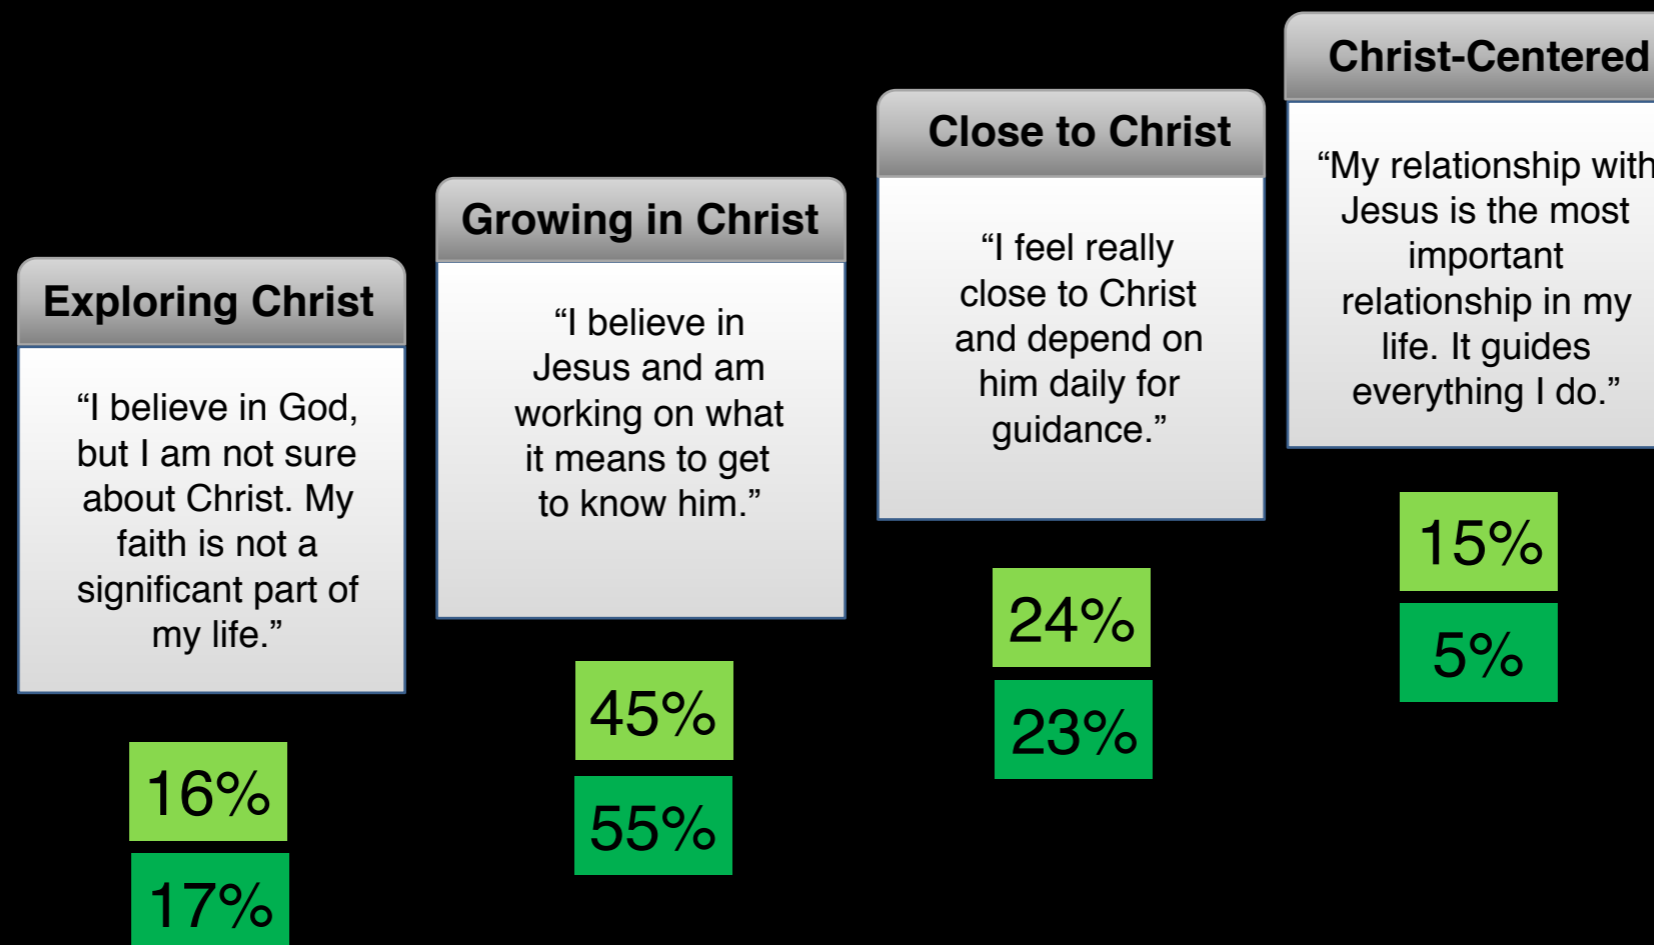 Exploring Christ
“I believe in God,
but I am not sure
about Christ. My
faith is not a
significant part of
my life.”
16%
17%
Growing in Christ
“I believe in
Jesus and am
working on what
it means to get
to know him.”
45%
55%
Close to Christ
“I feel really
close to Christ
and depend on
him daily for
guidance.”
24%
23%
Christ-Centered
“My relationship with
Jesus is the most
important
relationship in my
life. It guides
everything I do.”
15%
5%